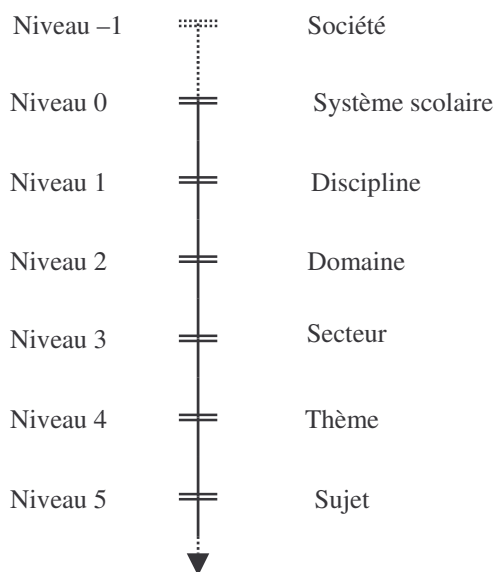 Niveau –1 Société
Niveau 0 Système scolaire
Niveau 1 Discipline
Niveau 2 Domaine
Niveau 3 Secteur
Niveau 4 Thème
Niveau 5 Sujet